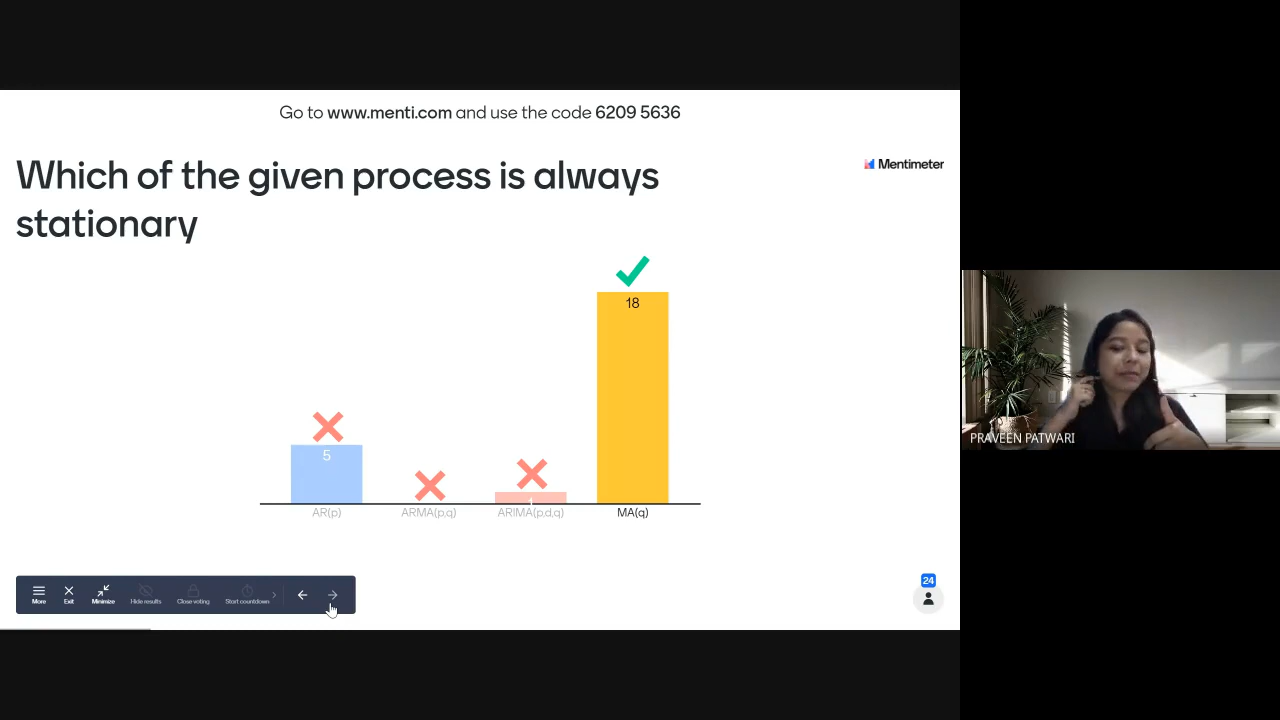 Go to www.menti.com and use the code 6209 5636
Which of the given process is always
stationary
Mentimeter
18
5
1
AR(p)
ARMA(p,q)
ARIMA(p,d,q)
MA(q)
PRAVEEN PATWARI
More
Exit
Minimize
Hide results
Close voting
Start countdown
24